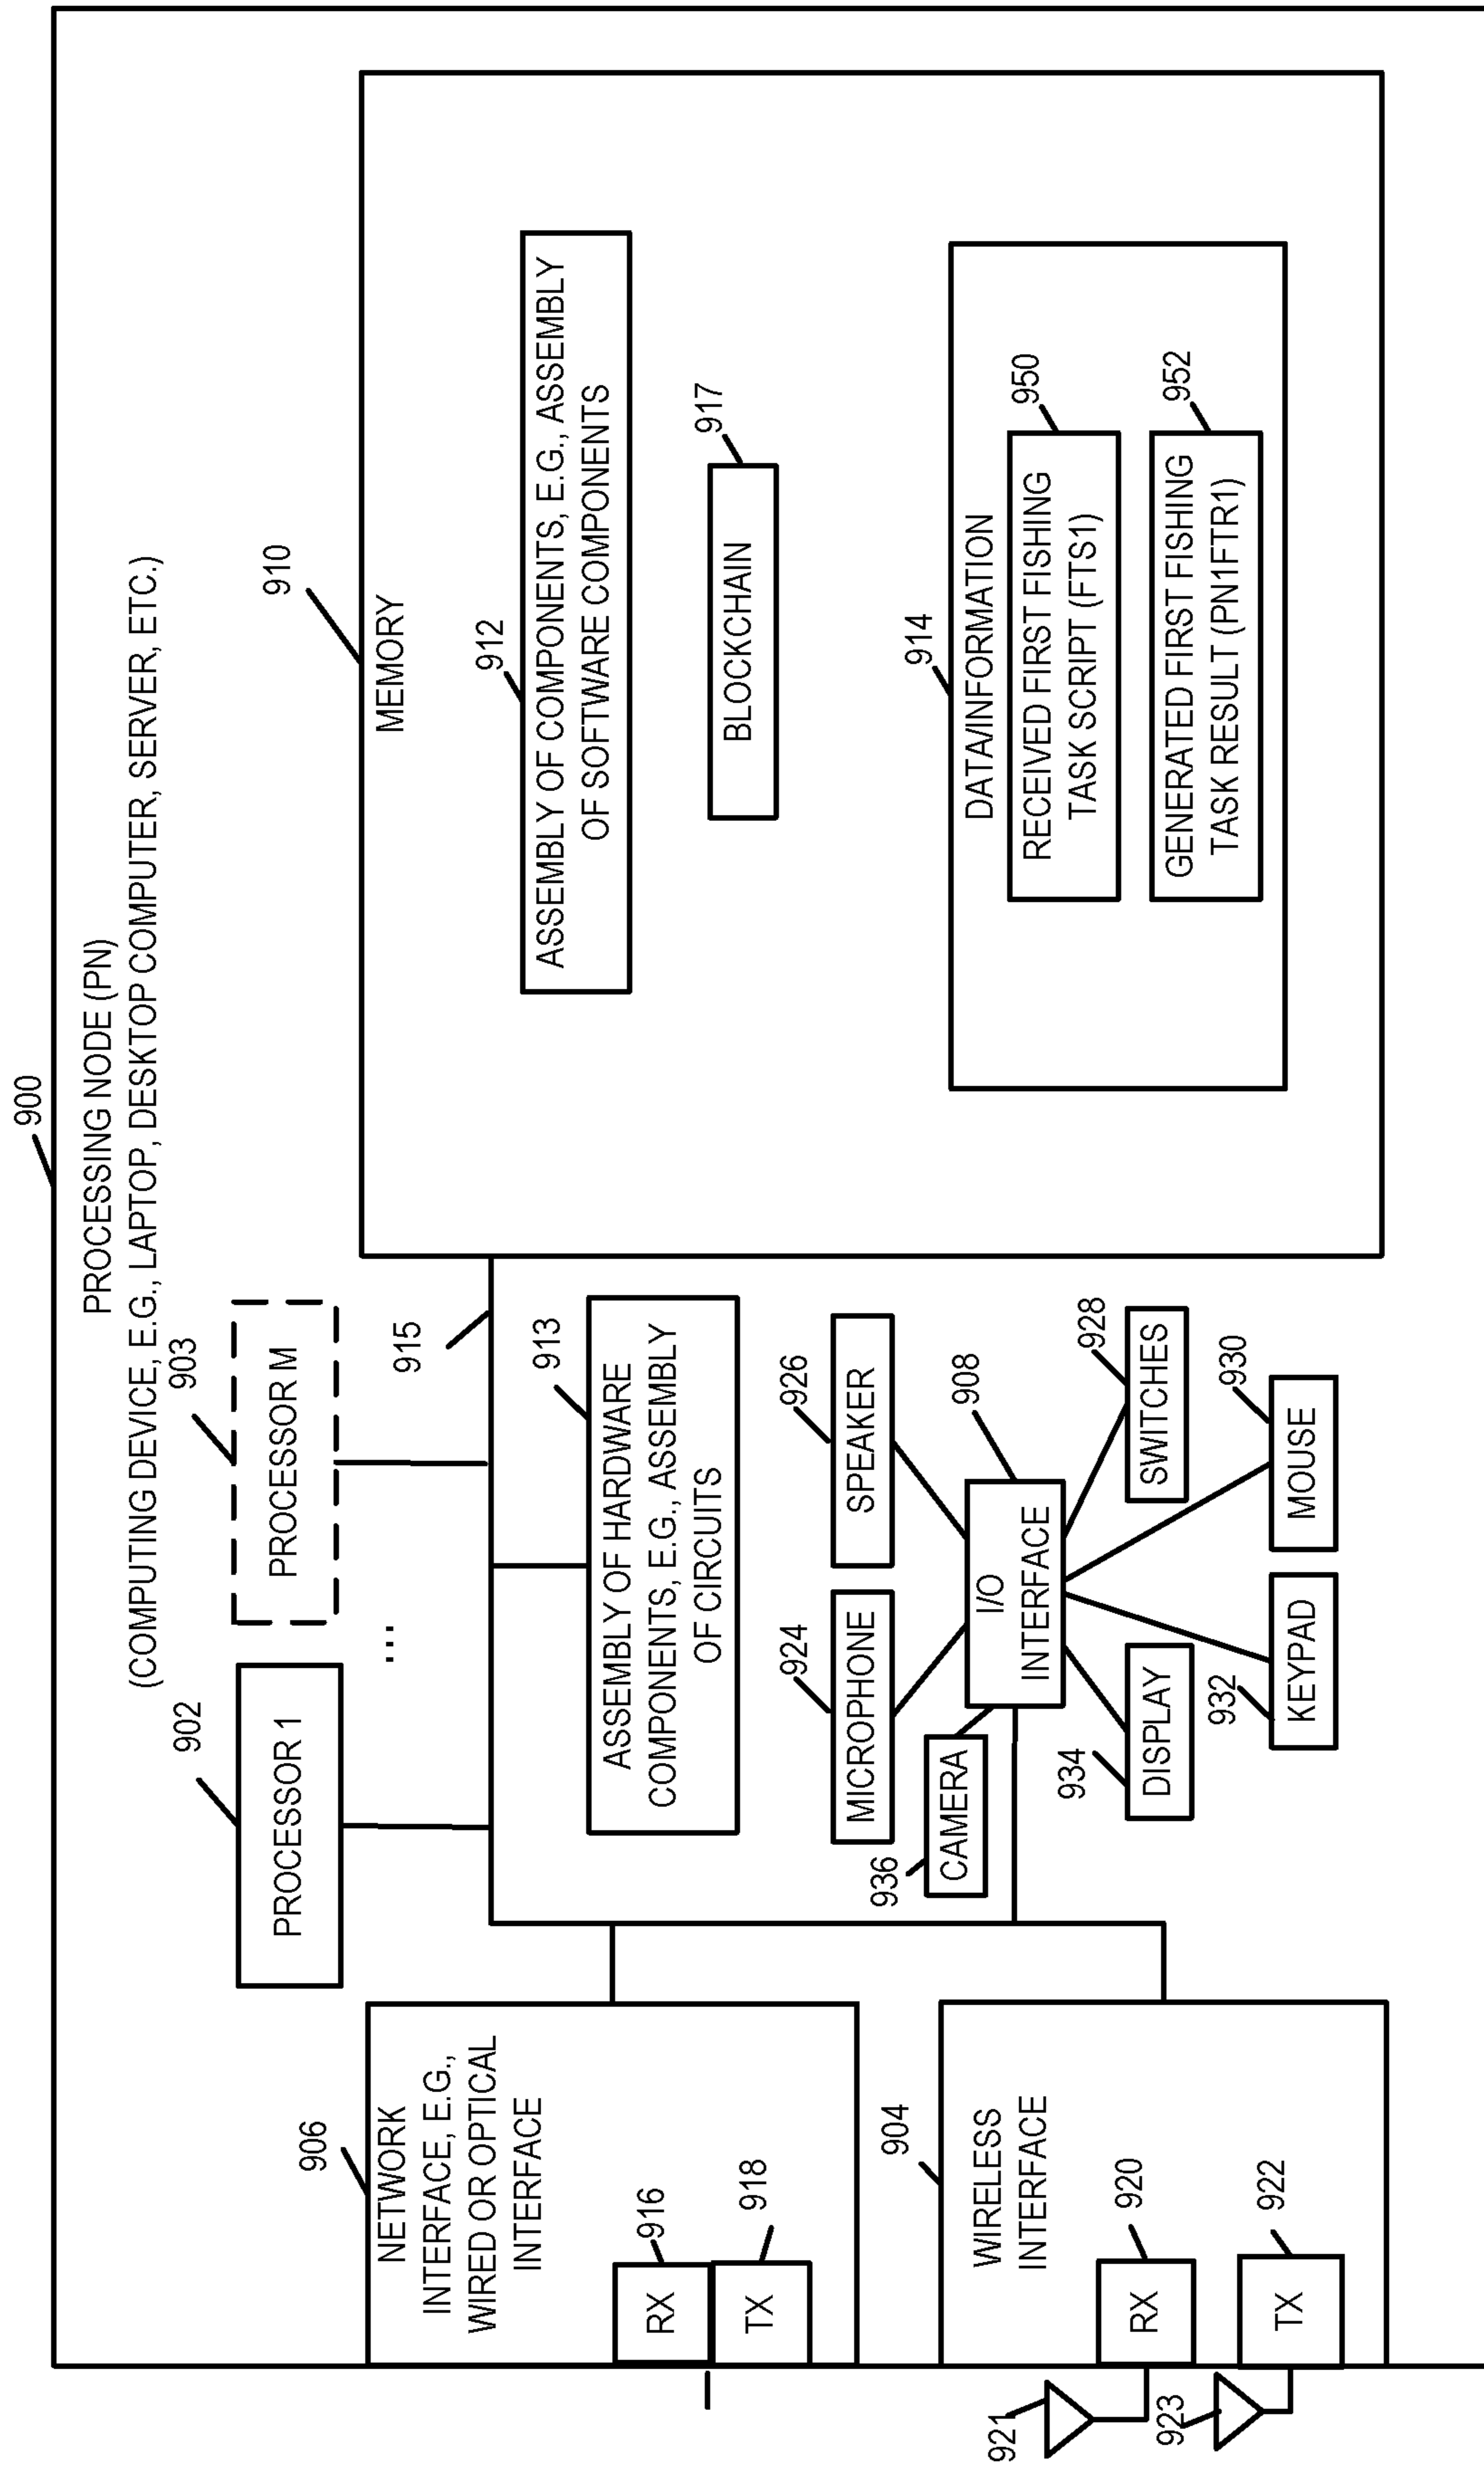 900
PROCESSING NODE (PN)
(COMPUTING DEVICE, E.G., LAPTOP, DESKTOP COMPUTER, SERVER, ETC.)
902
PROCESSOR 1
...
903
PROCESSOR M
906
NETWORK
INTERFACE, E.G.,
WIRED OR OPTICAL
INTERFACE
916
RX
918
TX
904
WIRELESS
INTERFACE
920
RX
922
TX
921
923
915
913
ASSEMBLY OF HARDWARE
COMPONENTS, E.G., ASSEMBLY
OF CIRCUITS
924
MICROPHONE
926
SPEAKER
936
CAMERA
908
I/O
INTERFACE
934
DISPLAY
928
SWITCHES
932
KEYPAD
930
MOUSE
910
MEMORY
912
ASSEMBLY OF COMPONENTS, E.G., ASSEMBLY
OF SOFTWARE COMPONENTS
917
BLOCKCHAIN
914
DATA/INFORMATION
950
RECEIVED FIRST FISHING
TASK SCRIPT (FTS1)
952
GENERATED FIRST FISHING
TASK RESULT (PN1FTR1)